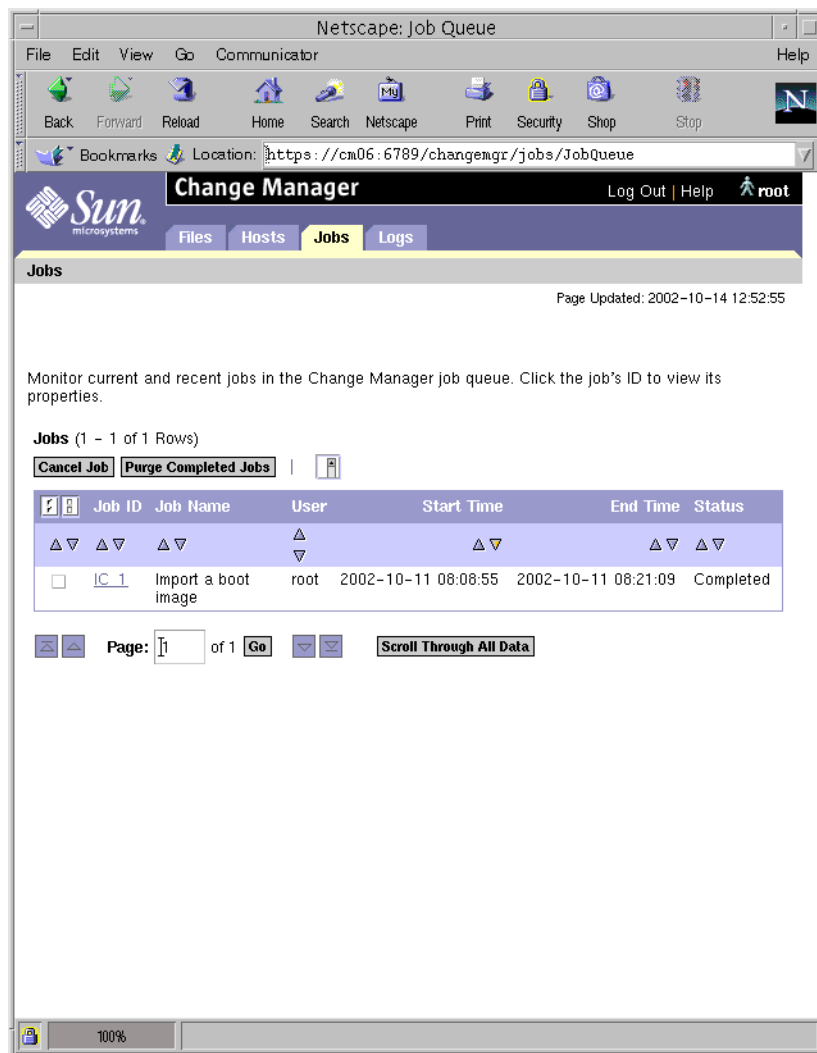 Netscape: Job Queue
File Edit View Go Communicator Help
Back Forward Reload Home Search Netscape Print Security Shop Stop
My
N
Bookmarks Location: https://cm06:6789/changemgr/jobs/JobQueue
Sun
microsystems
Change Manager Log Out | Help root
Files Hosts Jobs Logs
Jobs
Page Updated: 2002-10-14 12:52:55
Monitor current and recent jobs in the Change Manager job queue. Click the job's ID to view its
properties.
Jobs (1 - 1 of 1 Rows)
Cancel Job Purge Completed Jobs |
Job ID Job Name User Start Time End Time Status
IC_1 Import a boot root 2002-10-11 08:08:55 2002-10-11 08:21:09 Completed
image
Page: 1 of 1 Go Scroll Through All Data
100%